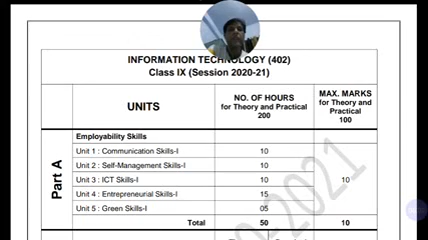 INFORMATION TECHNOLOGY (402)
Class IX (Session 2020-21)
UNITS
NO. OF HOURS
for Theory and Practical
200
MAX. MARKS
for Theory and
Practical
100
Part A
Employability Skills
Unit 1 : Communication Skills-I 10
Unit 2 : Self-Management Skills-I 10
Unit 3 : ICT Skills-I 10 10
Unit 4 : Entrepreneurial Skills-I 15
Unit 5 : Green Skills-I 05
Total 50 10